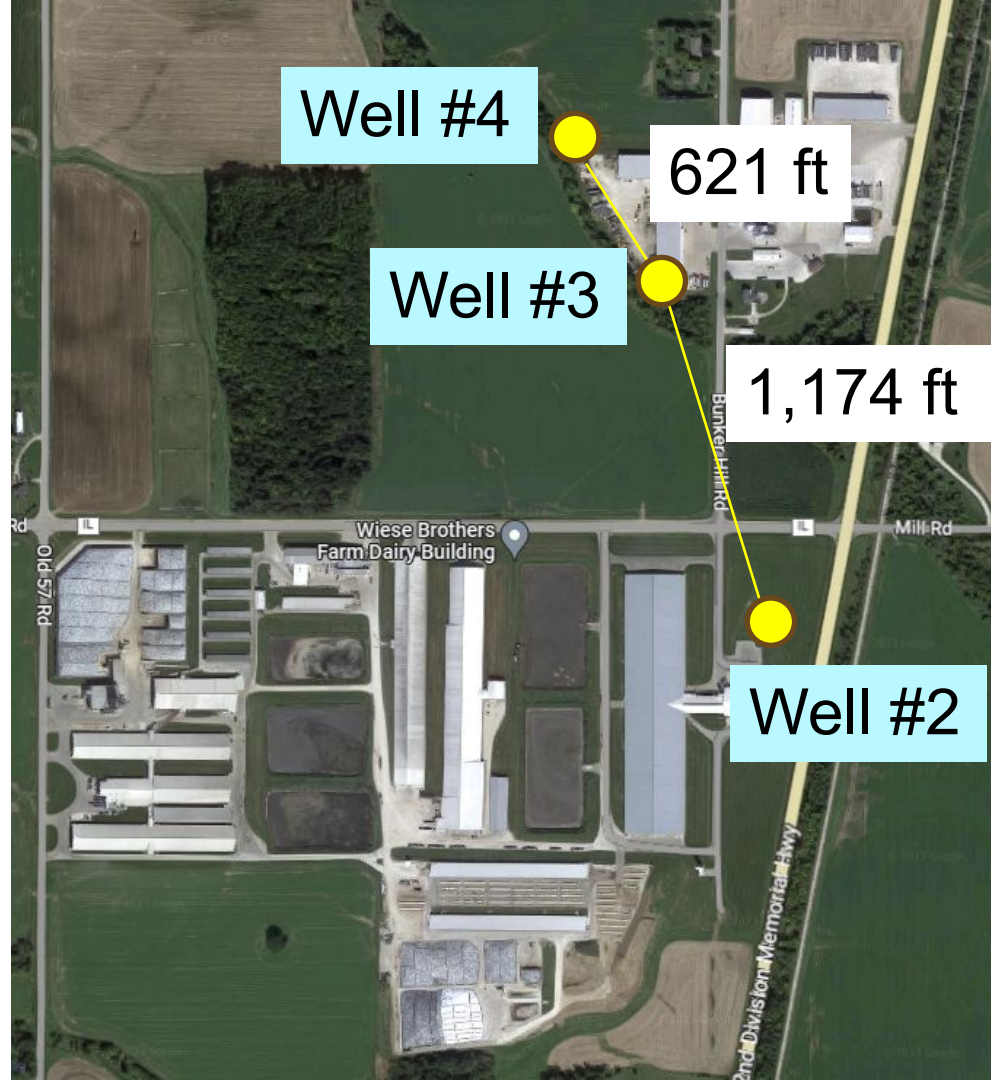 Well #4
621 ft
Well #3
1,174 ft
Bunker Hill Rd
Rd
IL
Wiese Brothers
Farm Dairy Building
IL
Mill Rd
Old 57 Rd
Well #2
2nd Division Memorial Hwy